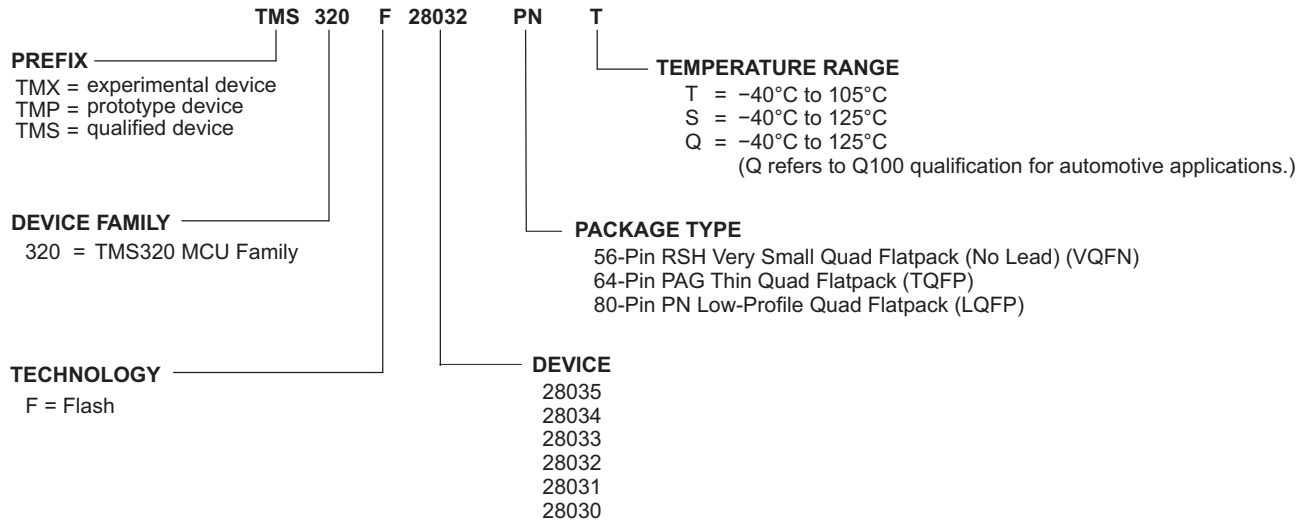 TMS 320 F 28032 PN T
PREFIX
TMX = experimental device
TMP = prototype device
TMS = qualified device
TEMPERATURE RANGE
T = −40°C to 105°C
S = −40°C to 125°C
Q = −40°C to 125°C
(Q refers to Q100 qualification for automotive applications.)
DEVICE FAMILY
320 = TMS320 MCU Family
PACKAGE TYPE
56-Pin RSH Very Small Quad Flatpack (No Lead) (VQFN)
64-Pin PAG Thin Quad Flatpack (TQFP)
80-Pin PN Low-Profile Quad Flatpack (LQFP)
TECHNOLOGY
F = Flash
DEVICE
28035
28034
28033
28032
28031
28030